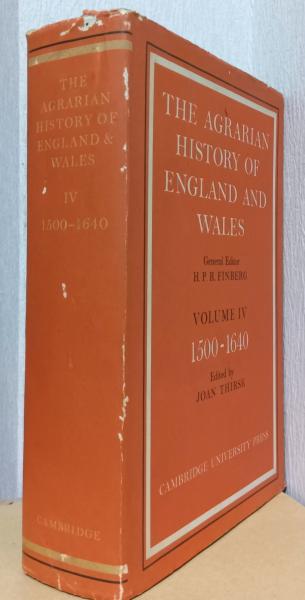 THE
AGRARIAN
HISTORY OF
ENGLAND &
WALES
IV
1500-1640
CAMBRIDGE
THE AGRARIAN
HISTORY OF
ENGLAND AND
WALES
General Editor
H. P. R. FINBERG
VOLUME IV
1500-1640
Edited by
JOAN THIRSK
CAMBRIDGE UNIVERSITY PRESS